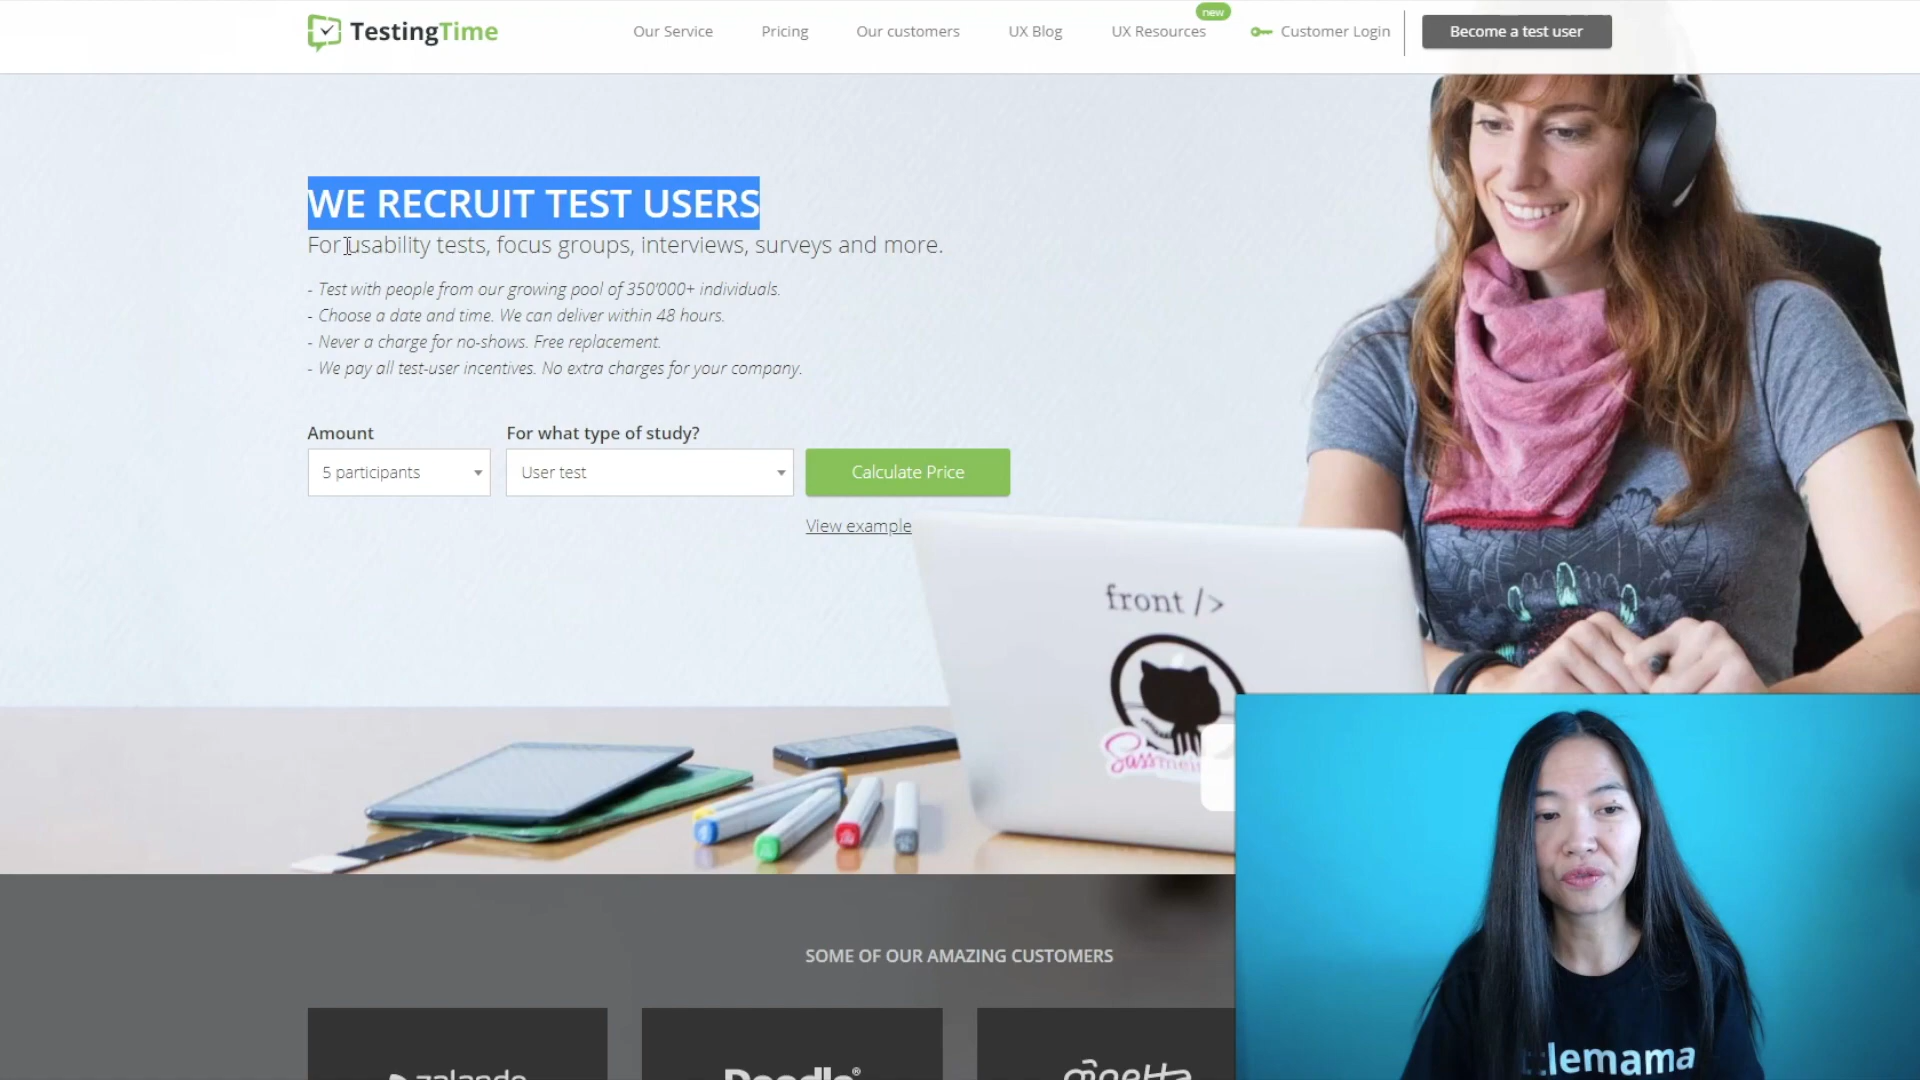 TestingTime
Our Service
Pricing
Our customers
UX Blog
UX Resources
new
Customer Login
Become a test user
WE RECRUIT TEST USERS
For usability tests, focus groups, interviews, surveys and more.
- Test with people from our growing pool of 350'000+ individuals.
- Choose a date and time. We can deliver within 48 hours.
- Never a charge for no-shows. Free replacement.
- We pay all test-user incentives. No extra charges for your company.
Amount
For what type of study?
5 participants
User test
Calculate Price
View example
front />
SOME OF OUR AMAZING CUSTOMERS
zalando
Doodle®